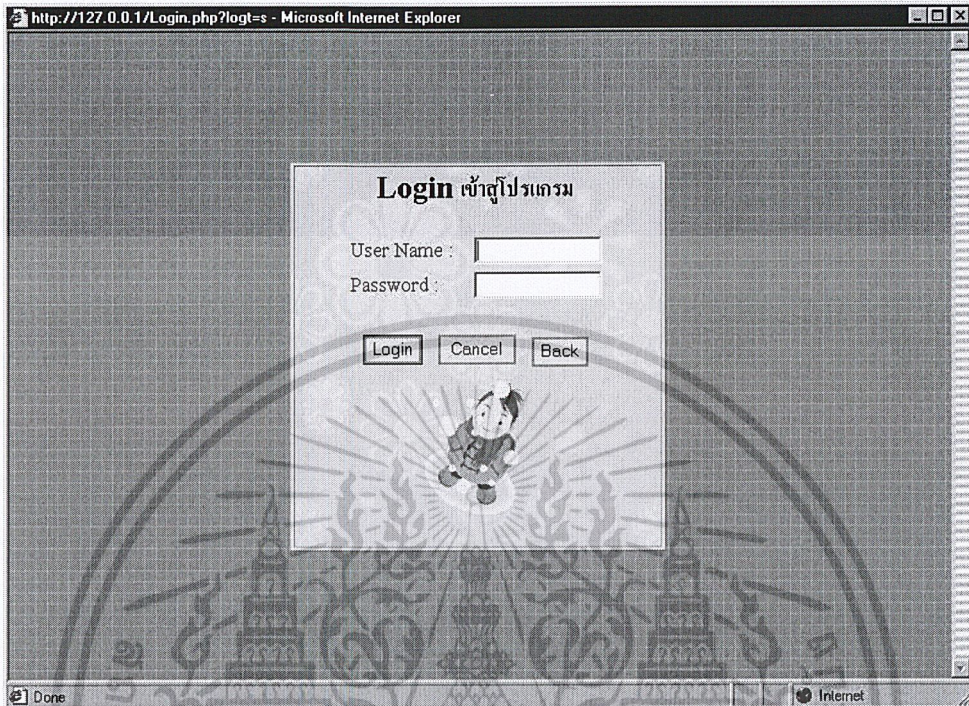 http://127.0.0.1/Login.php?logt=s - Microsoft Internet Explorer
Login เข้าสู่โปรแกรม
User Name :
Password :
Login Cancel Back
Done Internet